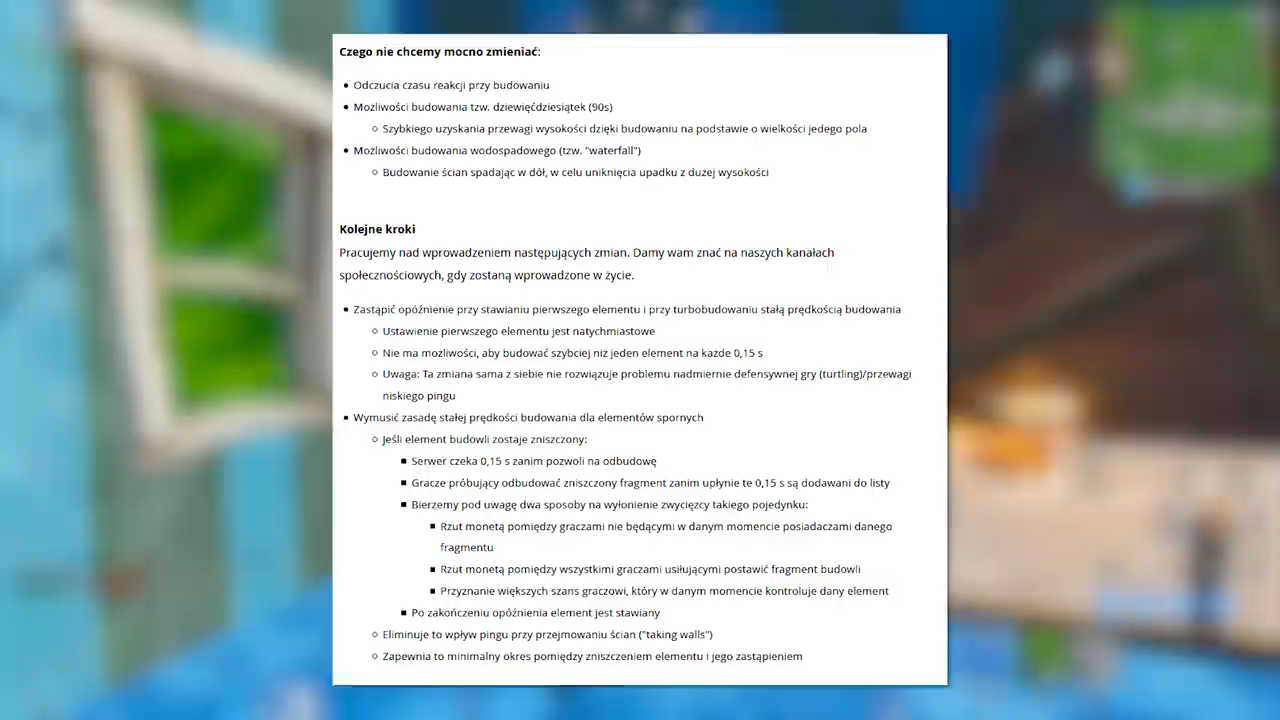 Czego nie chcemy mocno zmieniać:
• Odczucia czasu reakcji przy budowaniu
• Możliwości budowania tzw. dziewięćdziesiątek (90s)
○ Szybkiego uzyskania przewagi wysokości dzięki budowaniu na podstawie o wielkości jedego pola
• Możliwości budowania wodospadowego (tzw. "waterfall")
○ Budowanie ścian spadając w dół, w celu uniknięcia upadku z dużej wysokości
Kolejne kroki
Pracujemy nad wprowadzeniem następujących zmian. Damy wam znać na naszych kanałach
społecznościowych, gdy zostaną wprowadzone w życie.
• Zastąpić opóźnienie przy stawianiu pierwszego elementu i przy turbobudowaniu stałą prędkością budowania
○ Ustawienie pierwszego elementu jest natychmiastowe
○ Nie ma możliwości, aby budować szybciej niż jeden element na każde 0,15 s
○ Uwaga: Ta zmiana sama z siebie nie rozwiązuje problemu nadmiernie defensywnej gry (turtling)/przewagi
niskiego pingu
• Wymusić zasadę stałej prędkości budowania dla elementów spornych
○ Jeśli element budowli zostaje zniszczony:
▪ Serwer czeka 0,15 s zanim pozwoli na odbudowę
▪ Gracze próbujący odbudować zniszczony fragment zanim upłynie te 0,15 s są dodawani do listy
▪ Bierzemy pod uwagę dwa sposoby na wyłonienie zwycięzcy takiego pojedynku:
▪ Rzut monetą pomiędzy graczami nie będącymi w danym momencie posiadaczami danego
fragmentu
▪ Rzut monetą pomiędzy wszystkimi graczami usiłującymi postawić fragment budowli
▪ Przyznanie większych szans graczowi, który w danym momencie kontroluje dany element
▪ Po zakończeniu opóźnienia element jest stawiany
○ Eliminuje to wpływ pingu przy przejmowaniu ścian ("taking walls")
○ Zapewnia to minimalny okres pomiędzy zniszczeniem elementu i jego zastąpieniem